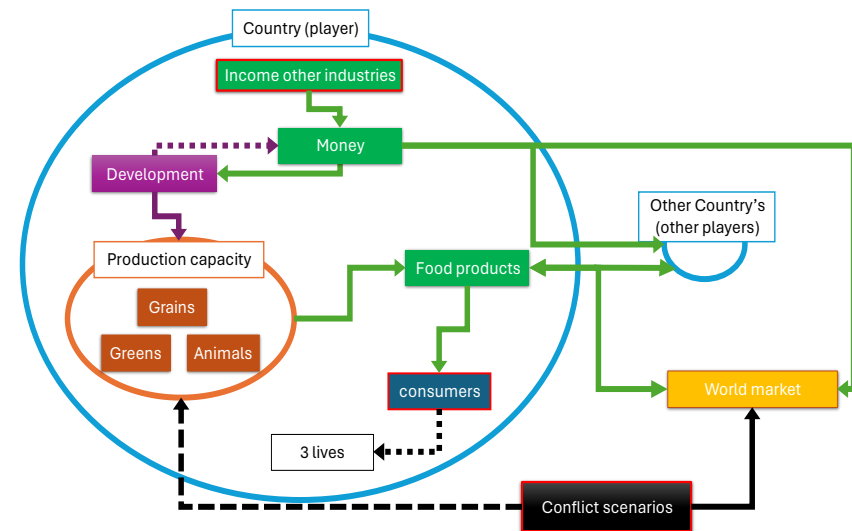 Country (player)
Income other industries
Money
Development
Other Country's
(other players)
Production capacity
Food products
Grains
Greens
Animals
consumers
World market
3 lives
Conflict scenarios